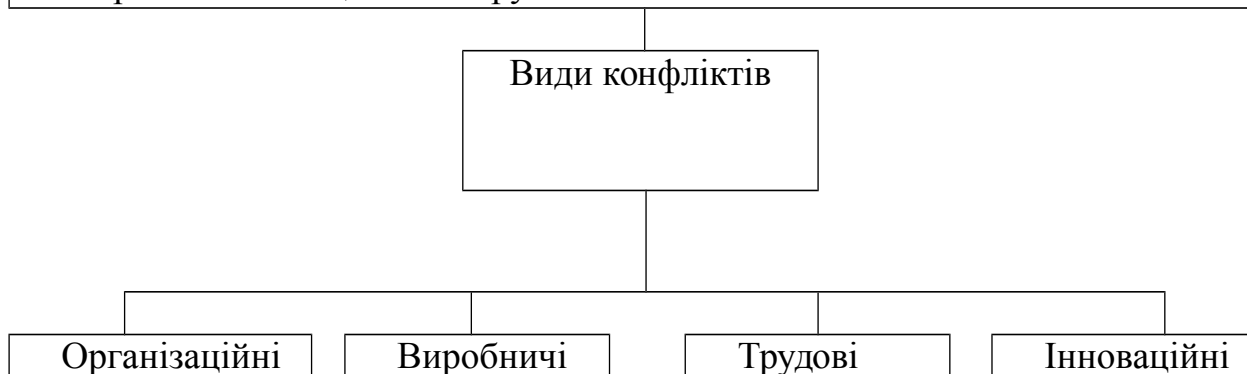 Види конфліктів
Організаційні Виробничі Трудові Інноваційні